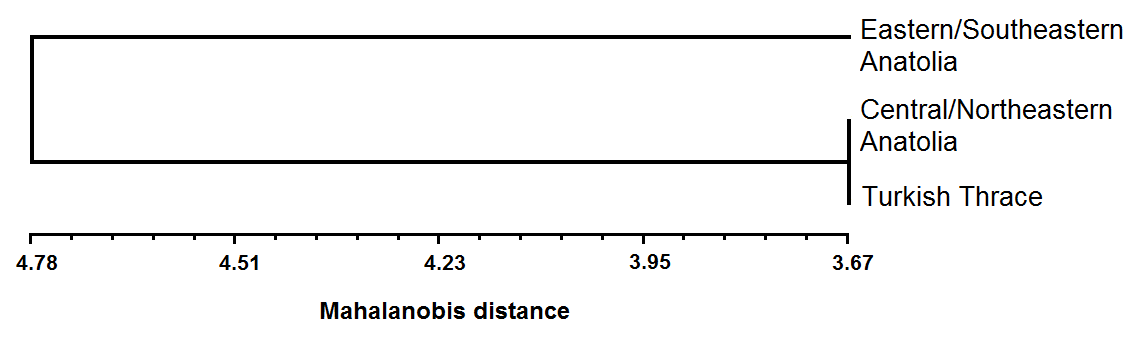 Eastern/Southeastern
Anatolia
Central/Northeastern
Anatolia
Turkish Thrace
4.78 4.51 4.23 3.95 3.67
Mahalanobis distance